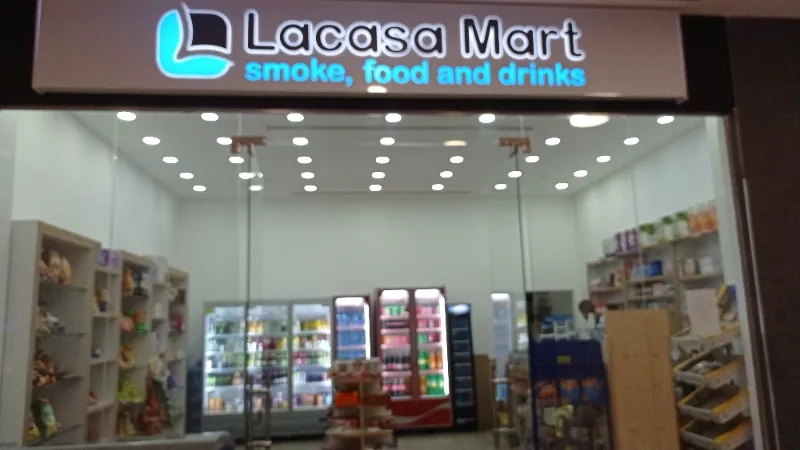 Lacasa Mart
smoke, food and drinks